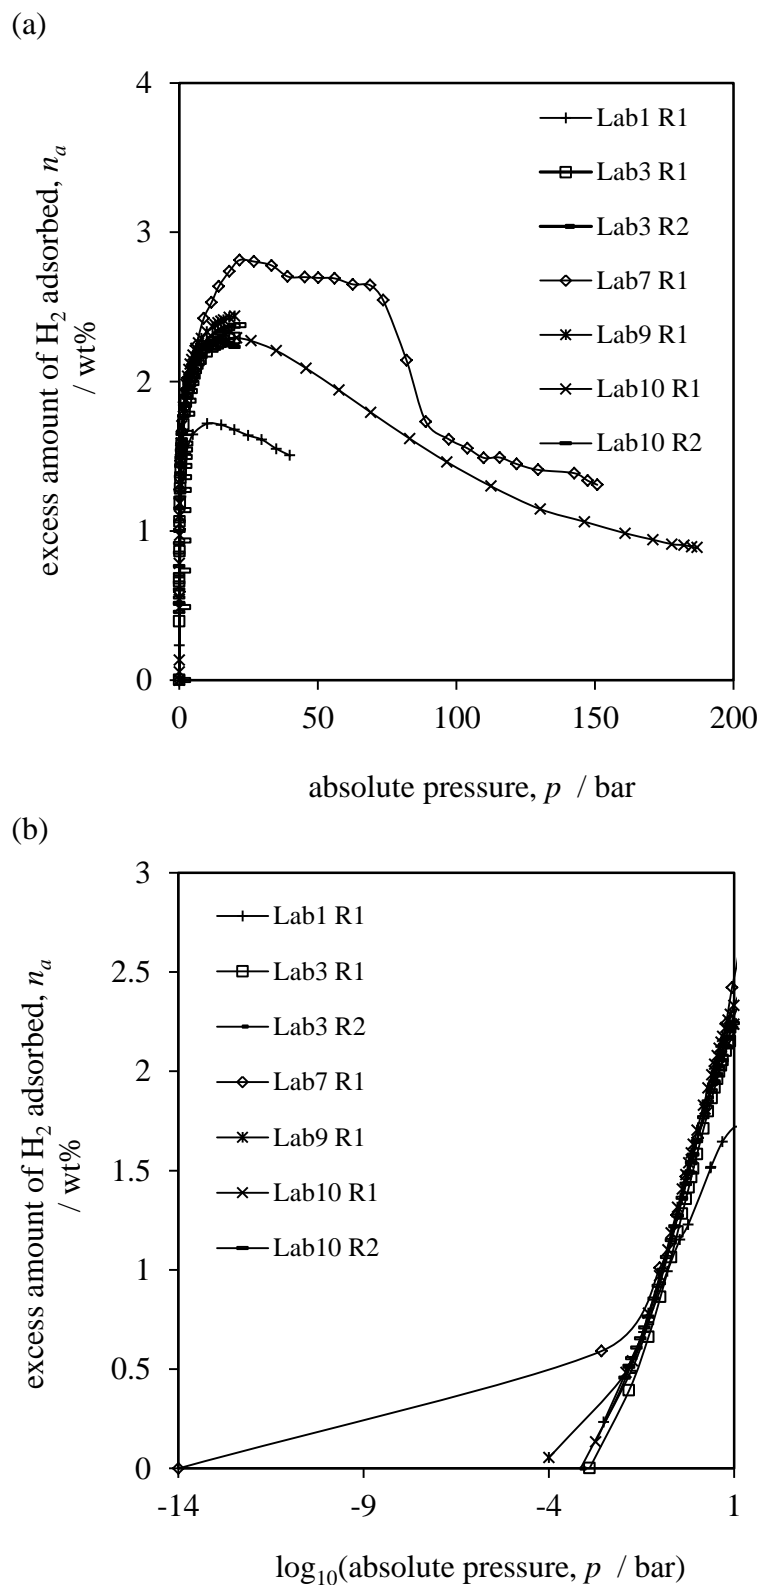 (a)
4
3
2
1
0
0 50 100 150 200
excess amount of H₂ adsorbed, nₐ
/ wt%
absolute pressure, p / bar
Lab1 R1
Lab3 R1
Lab3 R2
Lab7 R1
Lab9 R1
Lab10 R1
Lab10 R2
(b)
3
2.5
2
1.5
1
0.5
0
-14 -9 -4 1
excess amount of H₂ adsorbed, nₐ
/ wt%
log₁₀(absolute pressure, p / bar)
Lab1 R1
Lab3 R1
Lab3 R2
Lab7 R1
Lab9 R1
Lab10 R1
Lab10 R2